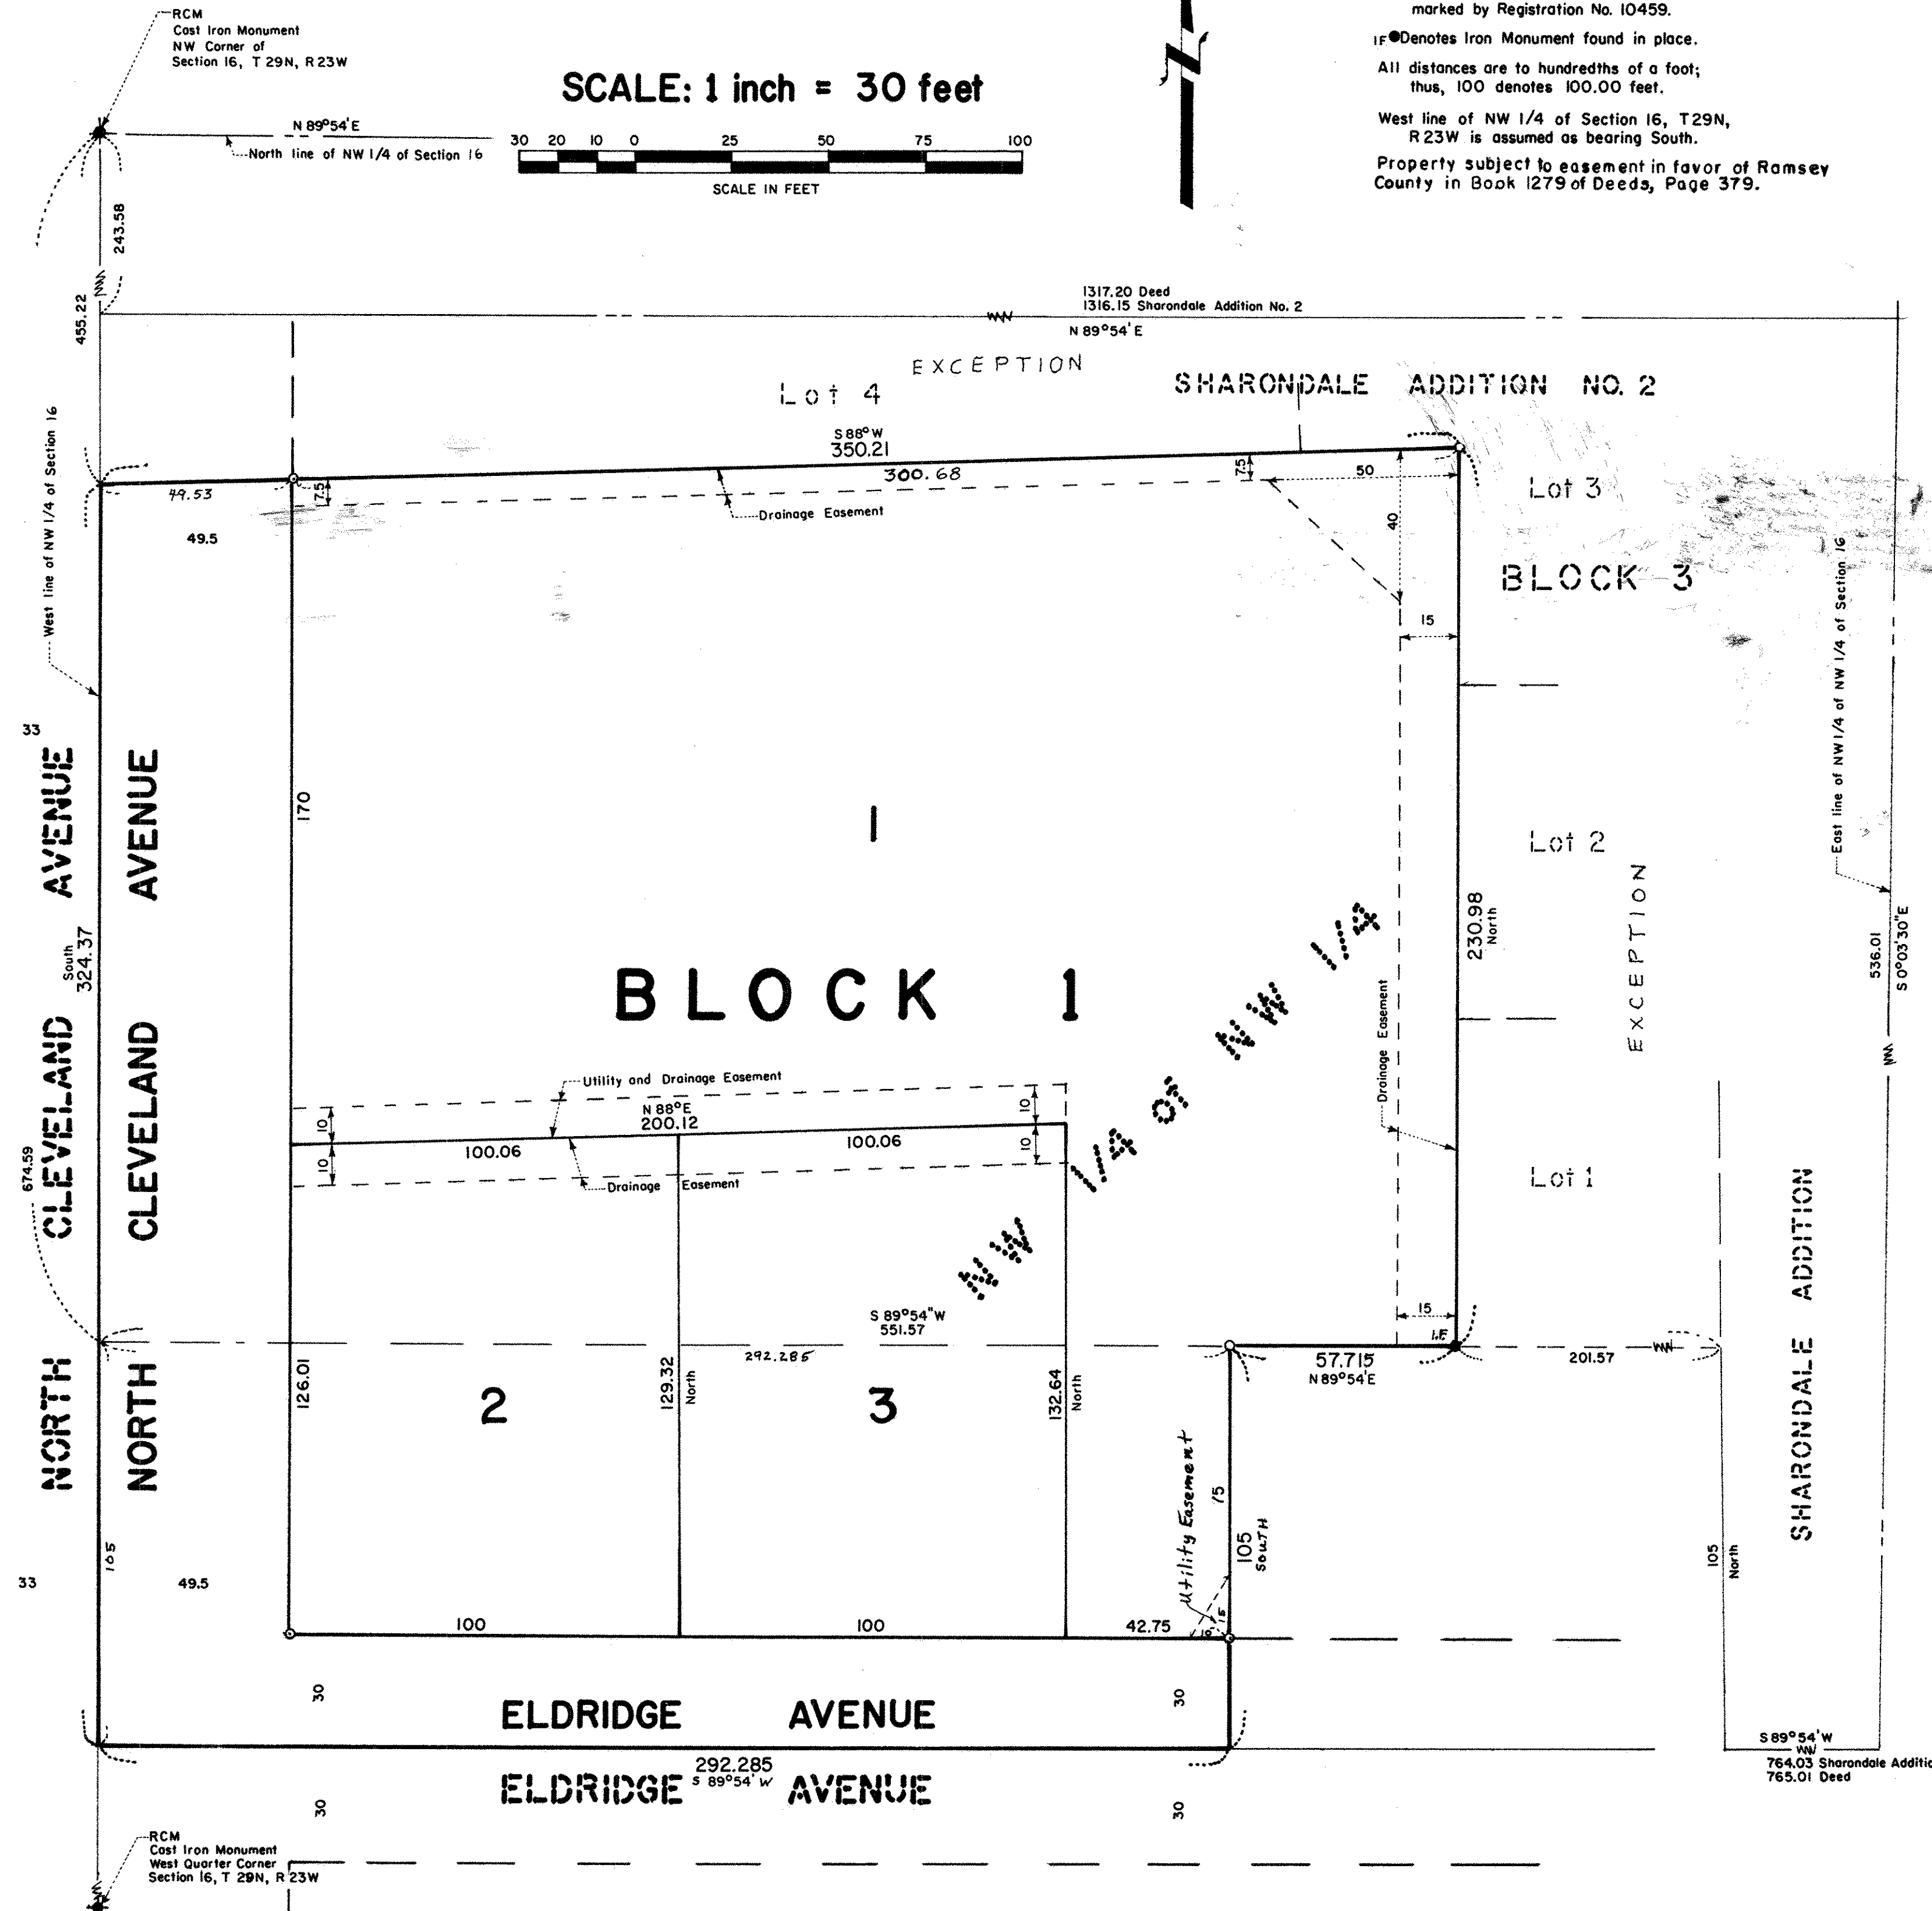 RCM
Cast Iron Monument
NW Corner of
Section 16, T 29N, R 23W
SCALE: 1 inch = 30 feet
30 20 10 0 25 50 75 100
SCALE IN FEET
marked by Registration No. 10459.
IF Denotes Iron Monument found in place.
All distances are to hundredths of a foot;
thus, 100 denotes 100.00 feet.
West line of NW 1/4 of Section 16, T29N,
R 23W is assumed as bearing South.
Property subject to easement in favor of Ramsey
County in Book 1279 of Deeds, Page 379.
N 89°54'E
North line of NW 1/4 of Section 16
243.58
455.22
1317.20 Deed
1316.15 Sharondale Addition No. 2
N 89°54'E
EXCEPTION
Lot 4
SHARONDALE ADDITION NO. 2
S 88° W
350.21
300.68
49.53
49.5
7.5
Drainage Easement
7.5
50
40
15
Lot 3
BLOCK 3
West line of NW 1/4 of Section 16
East line of NW 1/4 of NW 1/4 of Section 16
33
NORTH CLEVELAND AVENUE
NORTH CLEVELAND AVENUE
South
324.37
170
1
BLOCK 1
NW 1/4 of NW 1/4
Drainage Easement
230.98
North
Lot 2
EXCEPTION
536.01
S 0°03'30"E
Utility and Drainage Easement
N 88° E
200.12
10
10
100.06
100.06
10
10
Drainage Easement
674.59
Lot 1
SHARONDALE ADDITION
S 89°54"W
551.57
292.285
15
I.F.
57.715
N 89°54'E
201.57
126.01
2
129.32
North
3
132.64
North
Utility Easement
75
105
SOUTH
15
10
105
North
105
33
49.5
100
100
42.75
30
ELDRIDGE AVENUE
30
292.285
S 89°54' W
ELDRIDGE AVENUE
30
30
S 89°54' W
764.03 Sharondale Additio
765.01 Deed
RCM
Cast Iron Monument
West Quarter Corner
Section 16, T 29N, R 23W